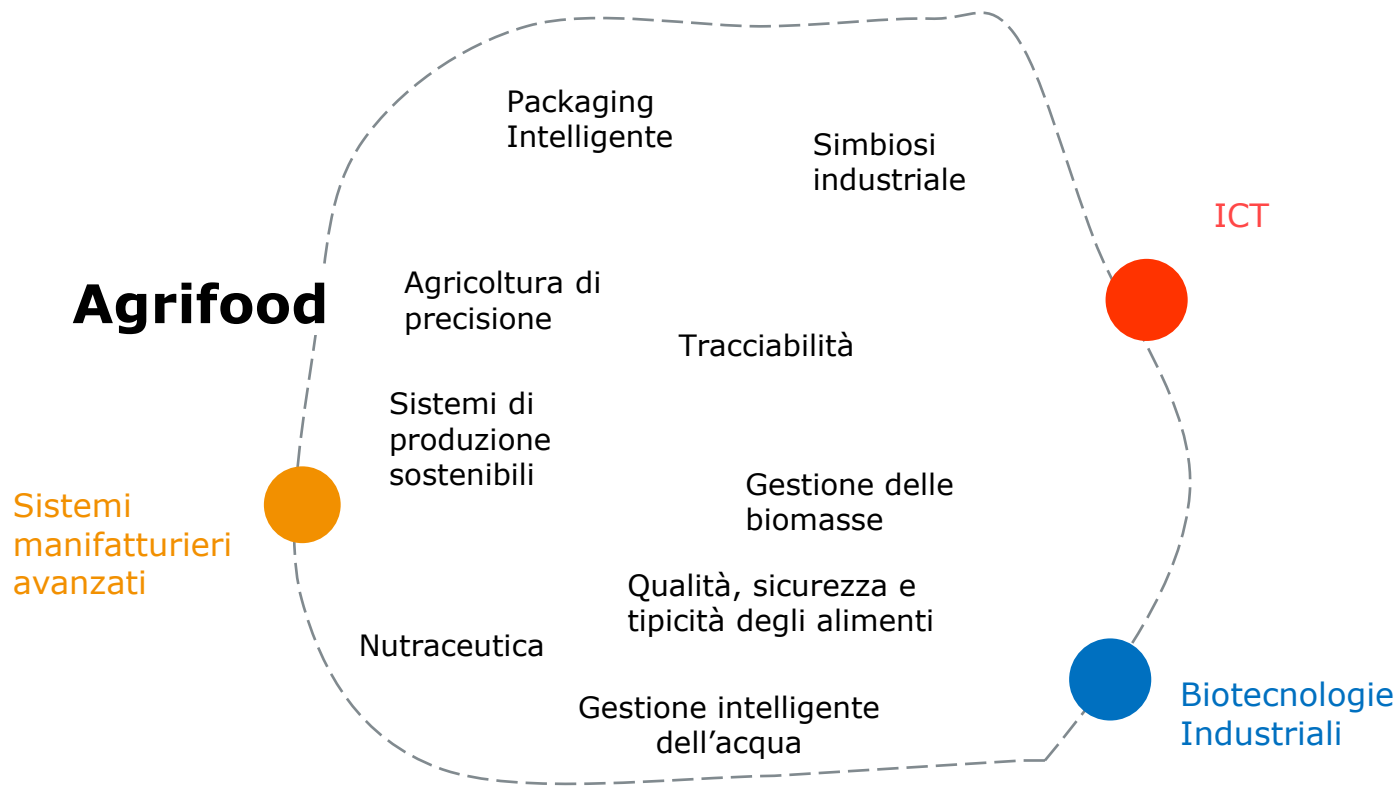 Packaging
Intelligente
Simbiosi
industriale
ICT
Agrifood
Agricoltura di
precisione
Tracciabilità
Sistemi di
produzione
sostenibili
Sistemi
manifatturieri
avanzati
Gestione delle
biomasse
Qualità, sicurezza e
tipicità degli alimenti
Nutraceutica
Gestione intelligente
dell’acqua
Biotecnologie
Industriali